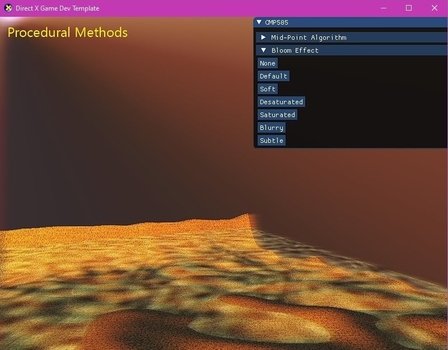 Direct X Game Dev Template
Procedural Methods
CMP505
Mid-Point Algorithm
Bloom Effect
None
Default
Soft
Desaturated
Saturated
Blurry
Subtle